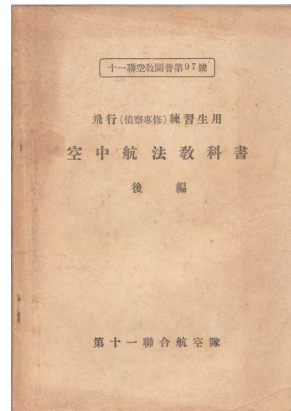 十一聯空教圖普第97號
飛行(偵察專修)練習生用
空中航法教科書
後編
第十一聯合航空隊